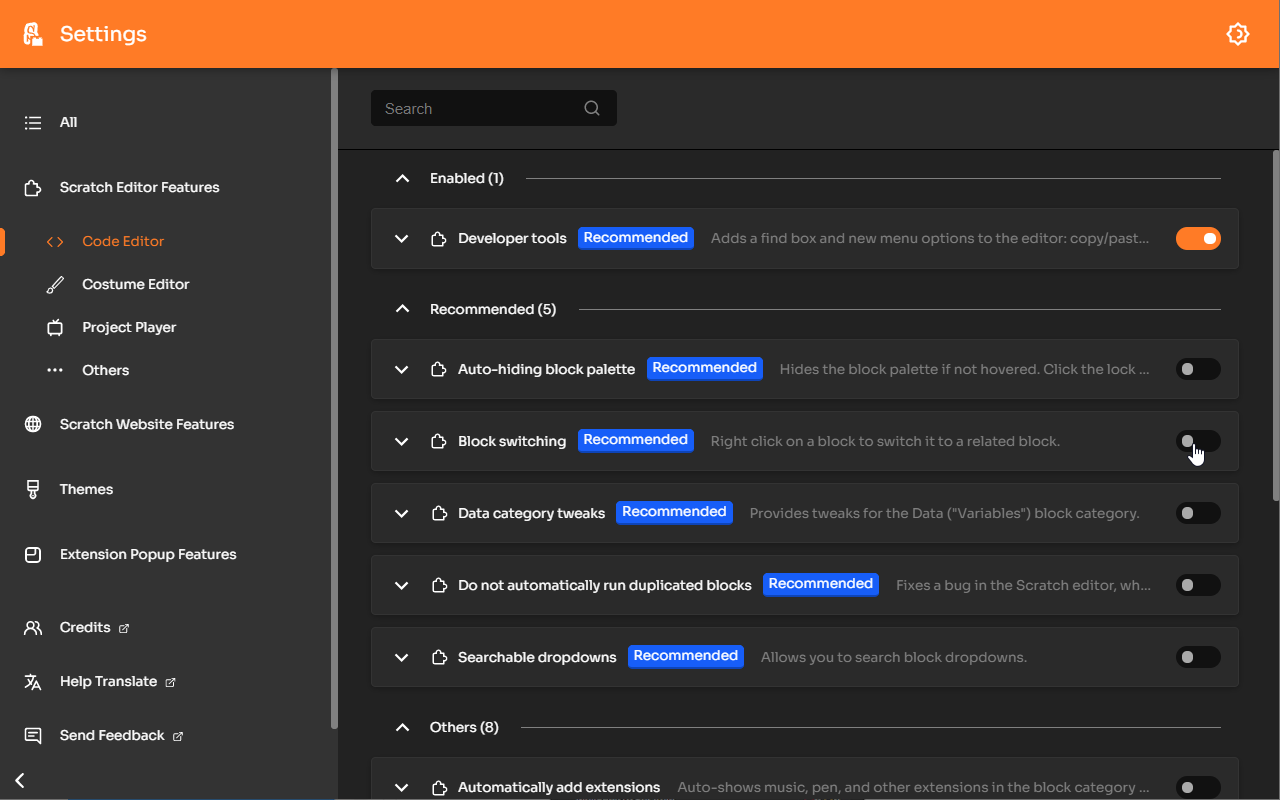 Settings
Search
All
Scratch Editor Features
Code Editor
Costume Editor
Project Player
Others
Scratch Website Features
Themes
Extension Popup Features
Credits
Help Translate
Send Feedback
Enabled (1)
Developer tools Recommended Adds a find box and new menu options to the editor: copy/past...
Recommended (5)
Auto-hiding block palette Recommended Hides the block palette if not hovered. Click the lock ...
Block switching Recommended Right click on a block to switch it to a related block.
Data category tweaks Recommended Provides tweaks for the Data ("Variables") block category.
Do not automatically run duplicated blocks Recommended Fixes a bug in the Scratch editor, wh...
Searchable dropdowns Recommended Allows you to search block dropdowns.
Others (8)
Automatically add extensions Auto-shows music, pen, and other extensions in the block category ...